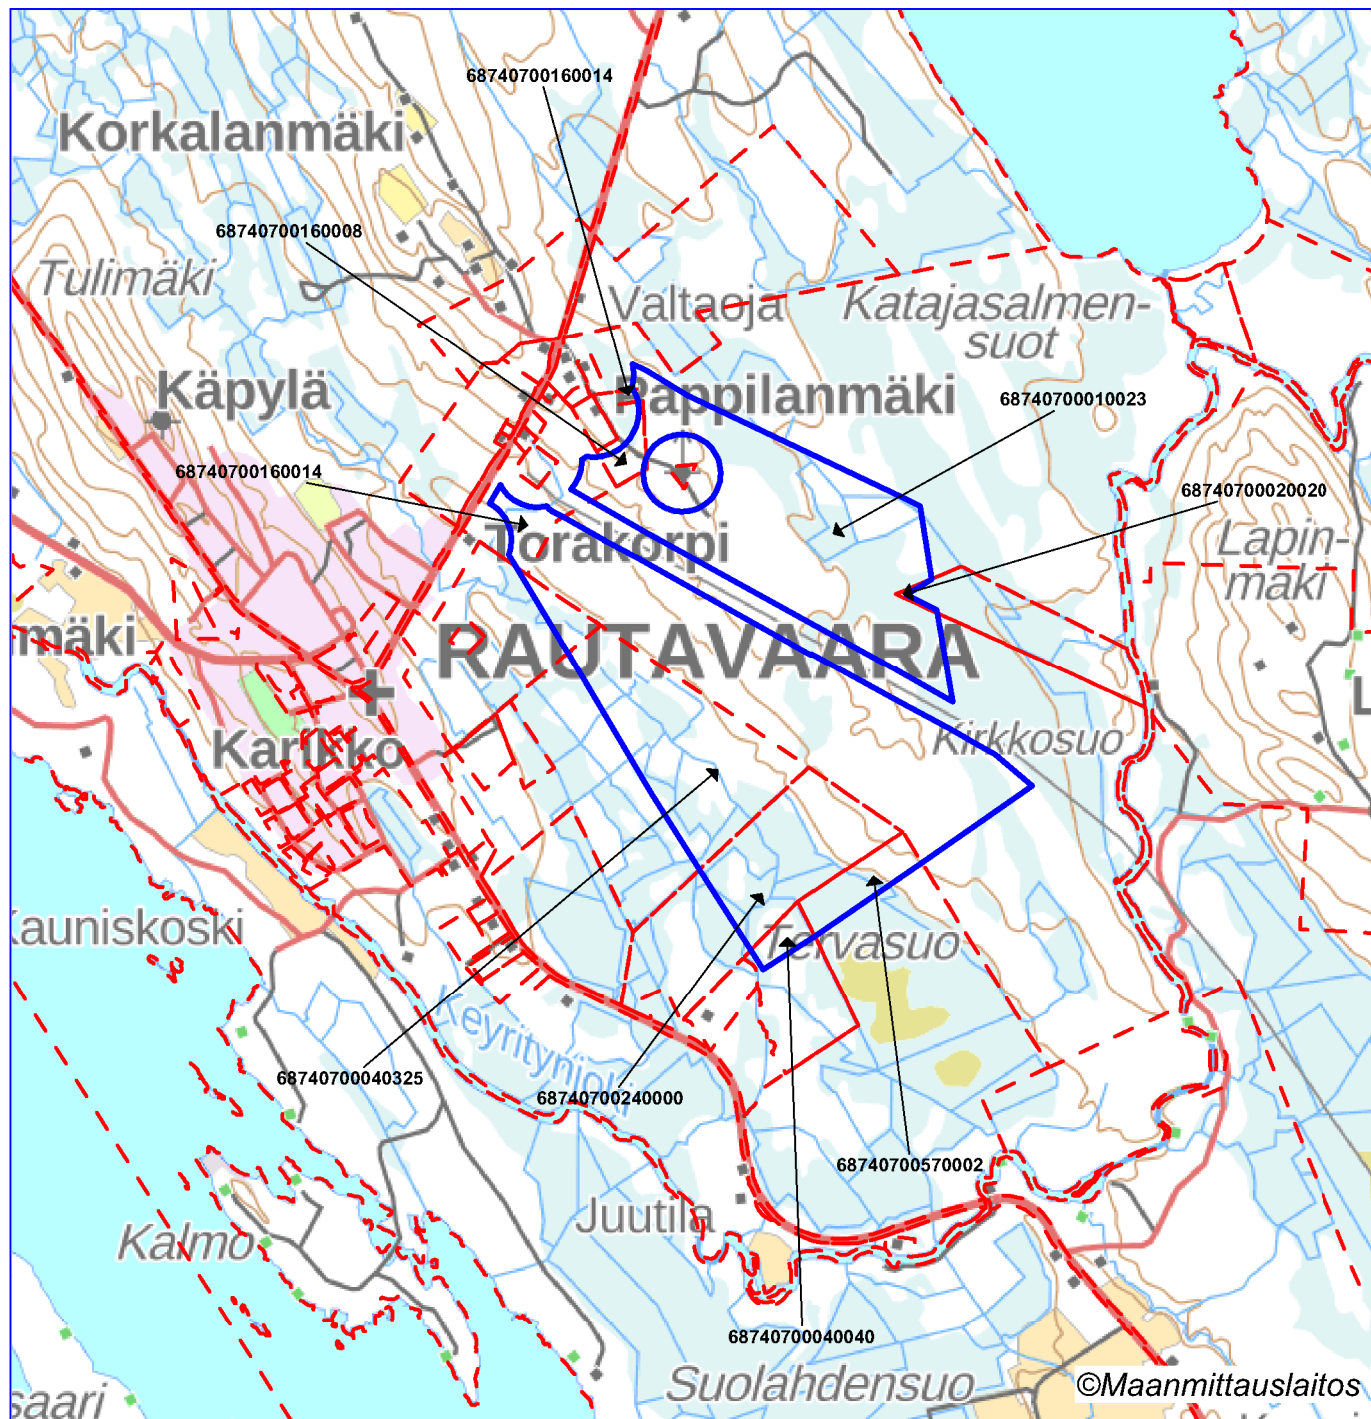 68740700160014
Korkalanmäki
68740700160008
Tulimäki
Valtaoja
Katajasalmen-
suot
Käpylä
Pappilanmäki
68740700010023
68740700160014
68740700020020
Torakorpi
Lapin-
mäki
mäki
RAUTAVAARA
L
Karikko
Kirkkosuo
Kauniskoski
Tervasuo
Keyritynjoki
68740700040325
68740700240000
68740700570002
Juutila
Kalmo
68740700040040
Suolahdensuo
©Maanmittauslaitos
saari